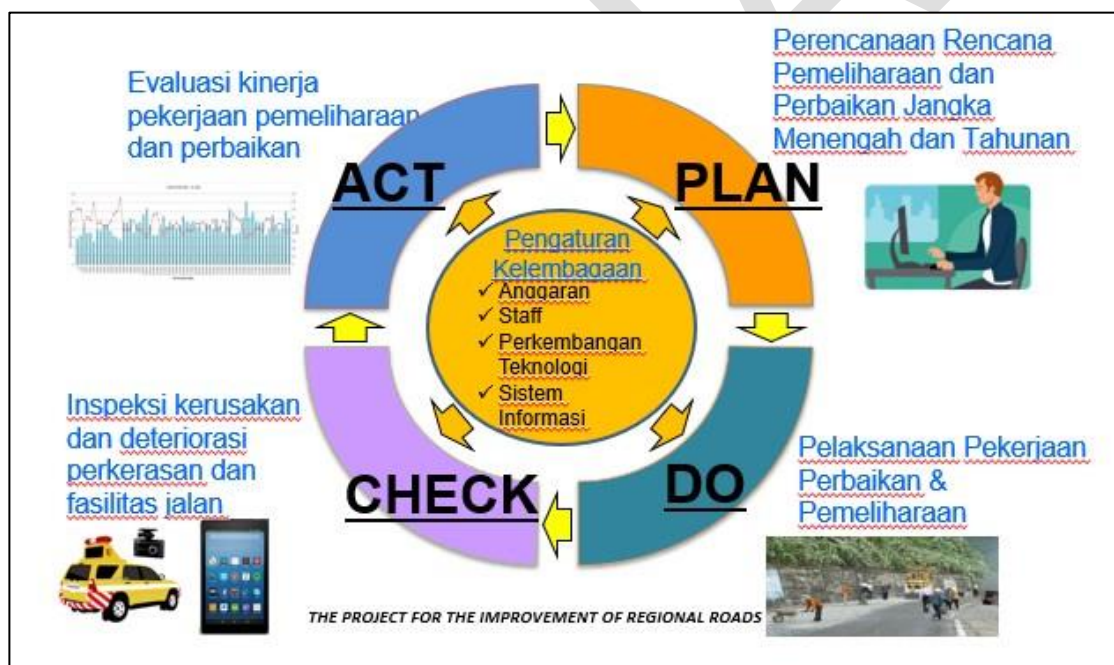 Evaluasi kinerja
pekerjaan pemeliharaan
dan perbaikan
ACT
Perencanaan Rencana
Pemeliharaan dan
Perbaikan Jangka
Menengah dan Tahunan
PLAN
Pengaturan
Kelembagaan
✓ Anggaran
✓ Staff
✓ Perkembangan
Teknologi
✓ Sistem
Informasi
Inspeksi kerusakan
dan deteriorasi
perkerasan dan
fasilitas jalan
CHECK
DO
Pelaksanaan Pekerjaan
Perbaikan &
Pemeliharaan
THE PROJECT FOR THE IMPROVEMENT OF REGIONAL ROADS